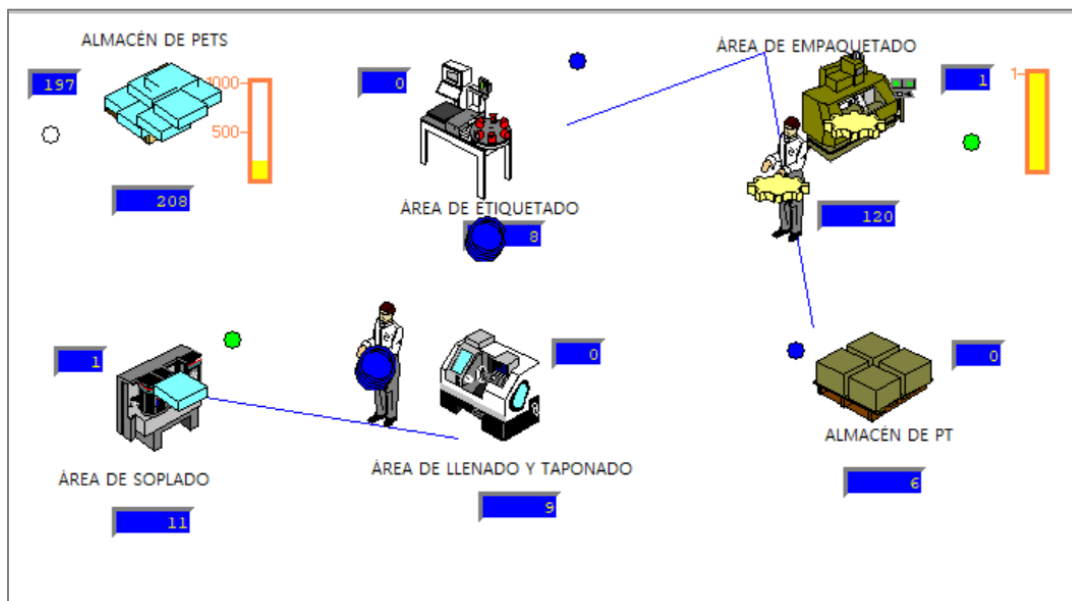 ALMACÉN DE PETS
197
1000
500
208
0
ÁREA DE ETIQUETADO
8
ÁREA DE EMPAQUETADO
1
1
120
1
ÁREA DE SOPLADO
11
0
ÁREA DE LLENADO Y TAPONADO
9
0
ALMACÉN DE PT
6